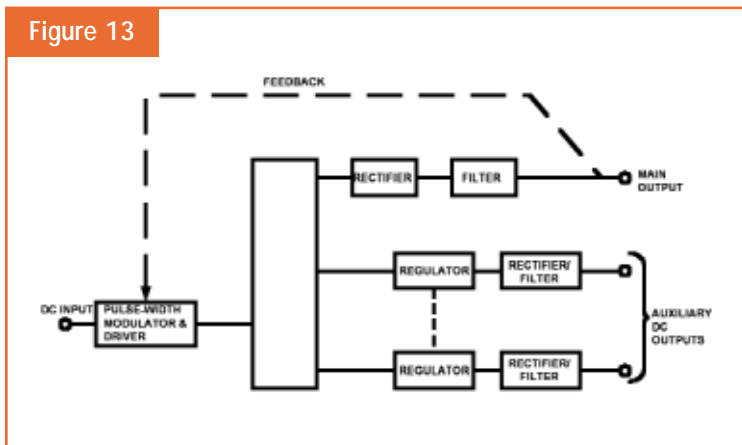 Figure 13
FEEDBACK
RECTIFIER
FILTER
MAIN
OUTPUT
REGULATOR
RECTIFIER/
FILTER
DC INPUT
PULSE-WIDTH
MODULATOR &
DRIVER
AUXILIARY
DC
OUTPUTS
REGULATOR
RECTIFIER/
FILTER